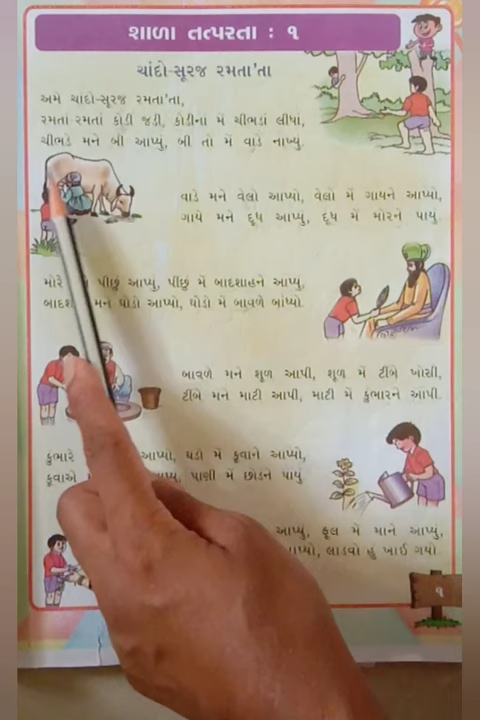 શાળા તત્પરતા : ૧
ચાંદો-સૂરજ રમતા'તા
અમે ચાંદો-સૂરજ રમતા'તા,
રમતાં-રમતાં કોડી જડી, કોડીનાં મેં ચીભડાં લીધાં,
ચીભડે મને બી આપ્યું, બી તો મેં વાડે નાખ્યું.
વાડે મને વેલો આપ્યો, વેલો મેં ગાયને આપ્યો,
ગાયે મને દૂધ આપ્યું, દૂધ મેં મોરને પાયું.
મોરે પીંછું આપ્યું, પીંછું મેં બાદશાહને આપ્યું,
મને ઘોડો આપ્યો, ઘોડો મેં બાવળે બાંધ્યો.
બાવળે મને શૂળ આપી, શૂળ મેં ટીંબે ખોસી,
ટીંબે મને માટી આપી, માટી મેં કુંભારને આપી.
કુંભારે આપ્યો, ઘડો મેં કૂવાને આપ્યો,
કૂવાએ પાણી મેં છોડને પાયું
આપ્યું, ફૂલ મેં માને આપ્યું,
લાડવો હું ખાઈ ગયો
૧